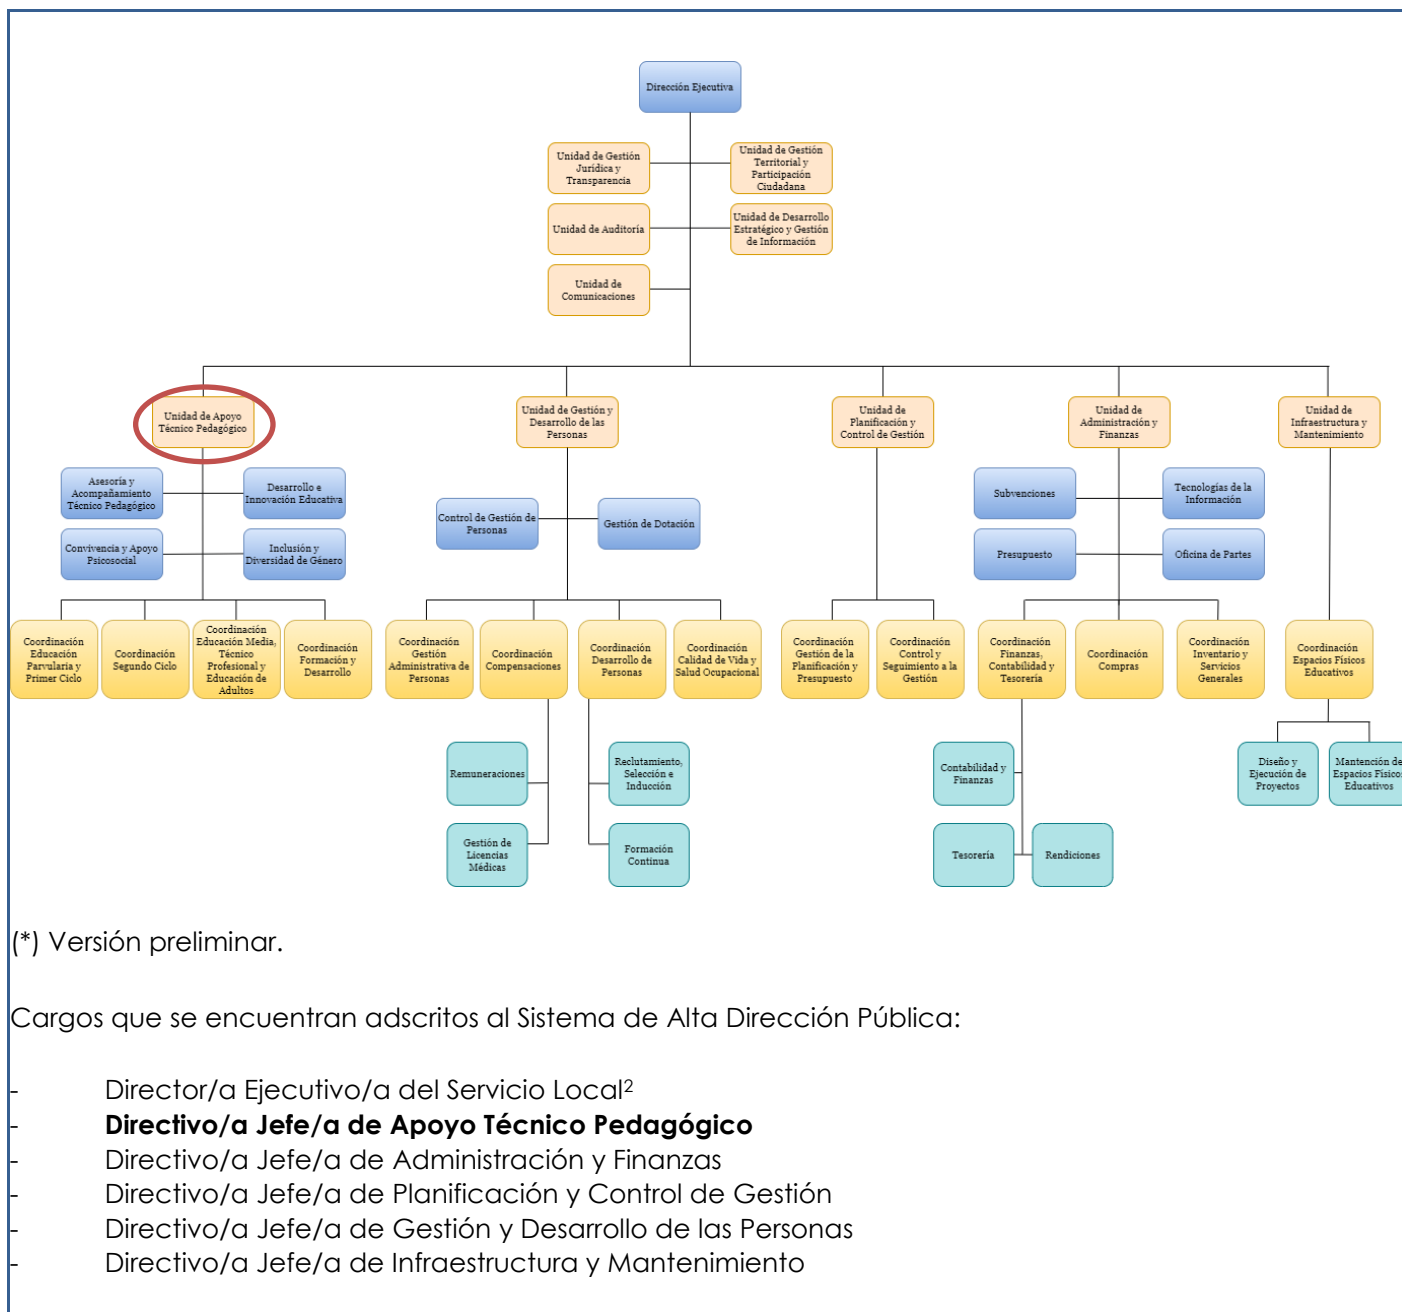 Dirección Ejecutiva
Unidad de Gestión
Jurídica y
Transparencia
Unidad de Gestión
Territorial y
Participación
Ciudadana
Unidad de Auditoría
Unidad de Desarrollo
Estratégico y Gestión
de Información
Unidad de
Comunicaciones
Unidad de Apoyo
Técnico Pedagógico
Unidad de Gestión y
Desarrollo de las
Personas
Unidad de
Planificación y
Control de Gestión
Unidad de
Administración y
Finanzas
Unidad de
Infraestructura y
Mantenimiento
Asesoría y
Acompañamiento
Técnico Pedagógico
Desarrollo e
Innovación Educativa
Convivencia y Apoyo
Psicosocial
Inclusión y
Diversidad de Género
Control de Gestión de
Personas
Gestión de Dotación
Subvenciones
Tecnologías de la
Información
Presupuesto
Oficina de Partes
Coordinación
Educación
Parvularia y
Primer Ciclo
Coordinación
Segundo Ciclo
Coordinación
Educación Media,
Técnico
Profesional y
Educación de
Adultos
Coordinación
Formación y
Desarrollo
Coordinación
Gestión
Administrativa de
Personas
Coordinación
Compensaciones
Coordinación
Desarrollo de
Personas
Coordinación
Calidad de Vida y
Salud Ocupacional
Coordinación
Gestión de la
Planificación y
Presupuesto
Coordinación
Control y
Seguimiento a la
Gestión
Coordinación
Finanzas,
Contabilidad y
Tesorería
Coordinación
Compras
Coordinación
Inventario y
Servicios
Generales
Coordinación
Espacios Físicos
Educativos
Remuneraciones
Reclutamiento,
Selección e
Inducción
Gestión de
Licencias
Médicas
Formación
Continua
Contabilidad y
Finanzas
Tesorería
Rendiciones
Diseño y
Ejecución de
Proyectos
Mantención de
Espacios Físicos
Educativos
(*) Versión preliminar.
Cargos que se encuentran adscritos al Sistema de Alta Dirección Pública:
- Director/a Ejecutivo/a del Servicio Local²
- Directivo/a Jefe/a de Apoyo Técnico Pedagógico
- Directivo/a Jefe/a de Administración y Finanzas
- Directivo/a Jefe/a de Planificación y Control de Gestión
- Directivo/a Jefe/a de Gestión y Desarrollo de las Personas
- Directivo/a Jefe/a de Infraestructura y Mantenimiento